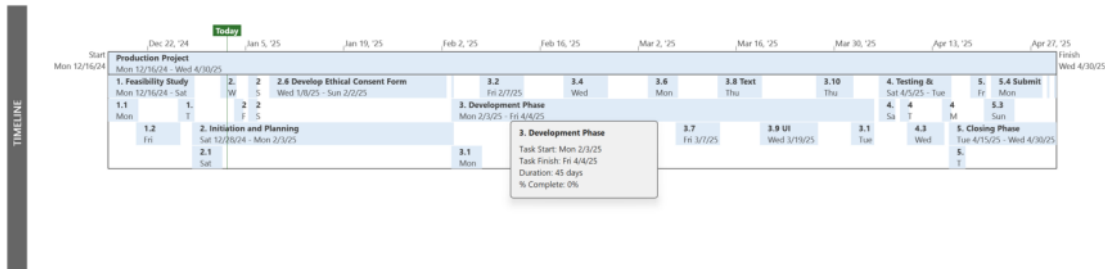 TIMELINE
Today
Dec 22, '24
Jan 5, '25
Jan 19, '25
Feb 2, '25
Feb 16, '25
Mar 2, '25
Mar 16, '25
Mar 30, '25
Apr 13, '25
Apr 27, '25
Start
Mon 12/16/24
Finish
Wed 4/30/25
Production Project
Mon 12/16/24 - Wed 4/30/25
1. Feasibility Study
Mon 12/16/24 - Sat
2.
W
2
S
2.6 Develop Ethical Consent Form
Wed 1/8/25 - Sun 2/2/25
3.2
Fri 2/7/25
3.4
Wed
3.6
Mon
3.8 Text
Thu
3.10
Thu
4. Testing &
Sat 4/5/25 - Tue
5.
Fr
5.4 Submit
Mon
1.1
Mon
1.
T
2
F
2
S
3. Development Phase
Mon 2/3/25 - Fri 4/4/25
4.
Sa
4
T
4
M
5.3
Sun
1.2
Fri
2. Initiation and Planning
Sat 12/28/24 - Mon 2/3/25
3.7
Fri 3/7/25
3.9 UI
Wed 3/19/25
3.1
Tue
4.3
Wed
5. Closing Phase
Tue 4/15/25 - Wed 4/30/25
2.1
Sat
3.1
Mon
5.
T
3. Development Phase
Task Start: Mon 2/3/25
Task Finish: Fri 4/4/25
Duration: 45 days
% Complete: 0%